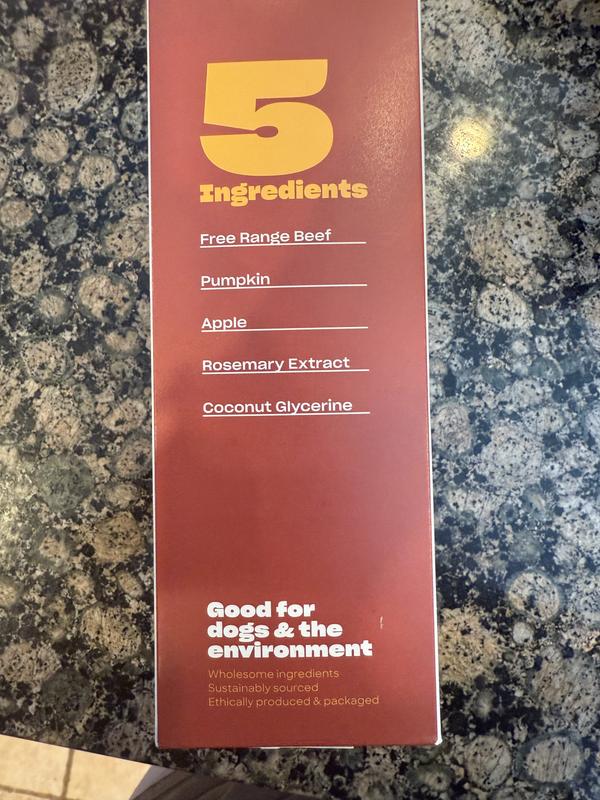 5
Ingredients
Free Range Beef
Pumpkin
Apple
Rosemary Extract
Coconut Glycerine
Good for
dogs & the
environment
Wholesome ingredients
Sustainably sourced
Ethically produced & packaged